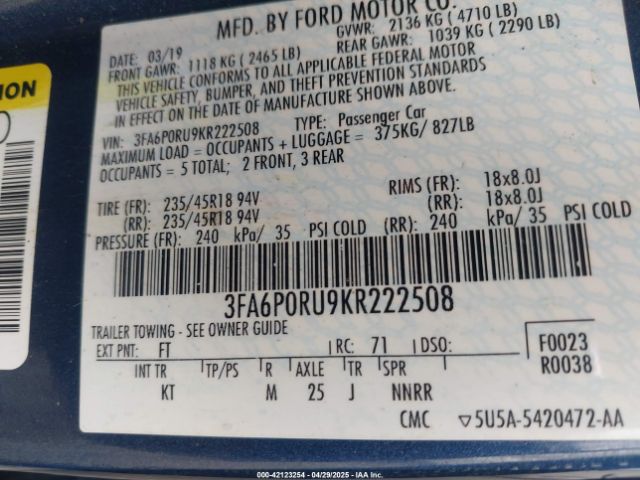 MFD. BY FORD MOTOR CO.
DATE: 03/19
GVWR: 2136 KG ( 4710 LB)
FRONT GAWR: 1118 KG ( 2465 LB)
REAR GAWR: 1039 KG ( 2290 LB)
THIS VEHICLE CONFORMS TO ALL APPLICABLE FEDERAL MOTOR
VEHICLE SAFETY, BUMPER, AND THEFT PREVENTION STANDARDS
IN EFFECT ON THE DATE OF MANUFACTURE SHOWN ABOVE.
VIN: 3FA6P0RU9KR222508 TYPE: Passenger Car
MAXIMUM LOAD = OCCUPANTS + LUGGAGE = 375KG/ 827LB
OCCUPANTS = 5 TOTAL; 2 FRONT, 3 REAR
TIRE (FR): 235/45R18 94V RIMS (FR): 18x8.0J
(RR): 235/45R18 94V (RR): 18x8.0J
PRESSURE (FR): 240 kPa/ 35 PSI COLD (RR): 240 kPa/ 35 PSI COLD
3FA6P0RU9KR222508
TRAILER TOWING - SEE OWNER GUIDE
EXT PNT: FT RC: 71 DSO: F0023
R0038
INT TR TP/PS R AXLE TR SPR
KT M 25 J NNRR
CMC ▽5U5A-5420472-AA
00-42123254 (04/29/2025 - IAA Inc.)